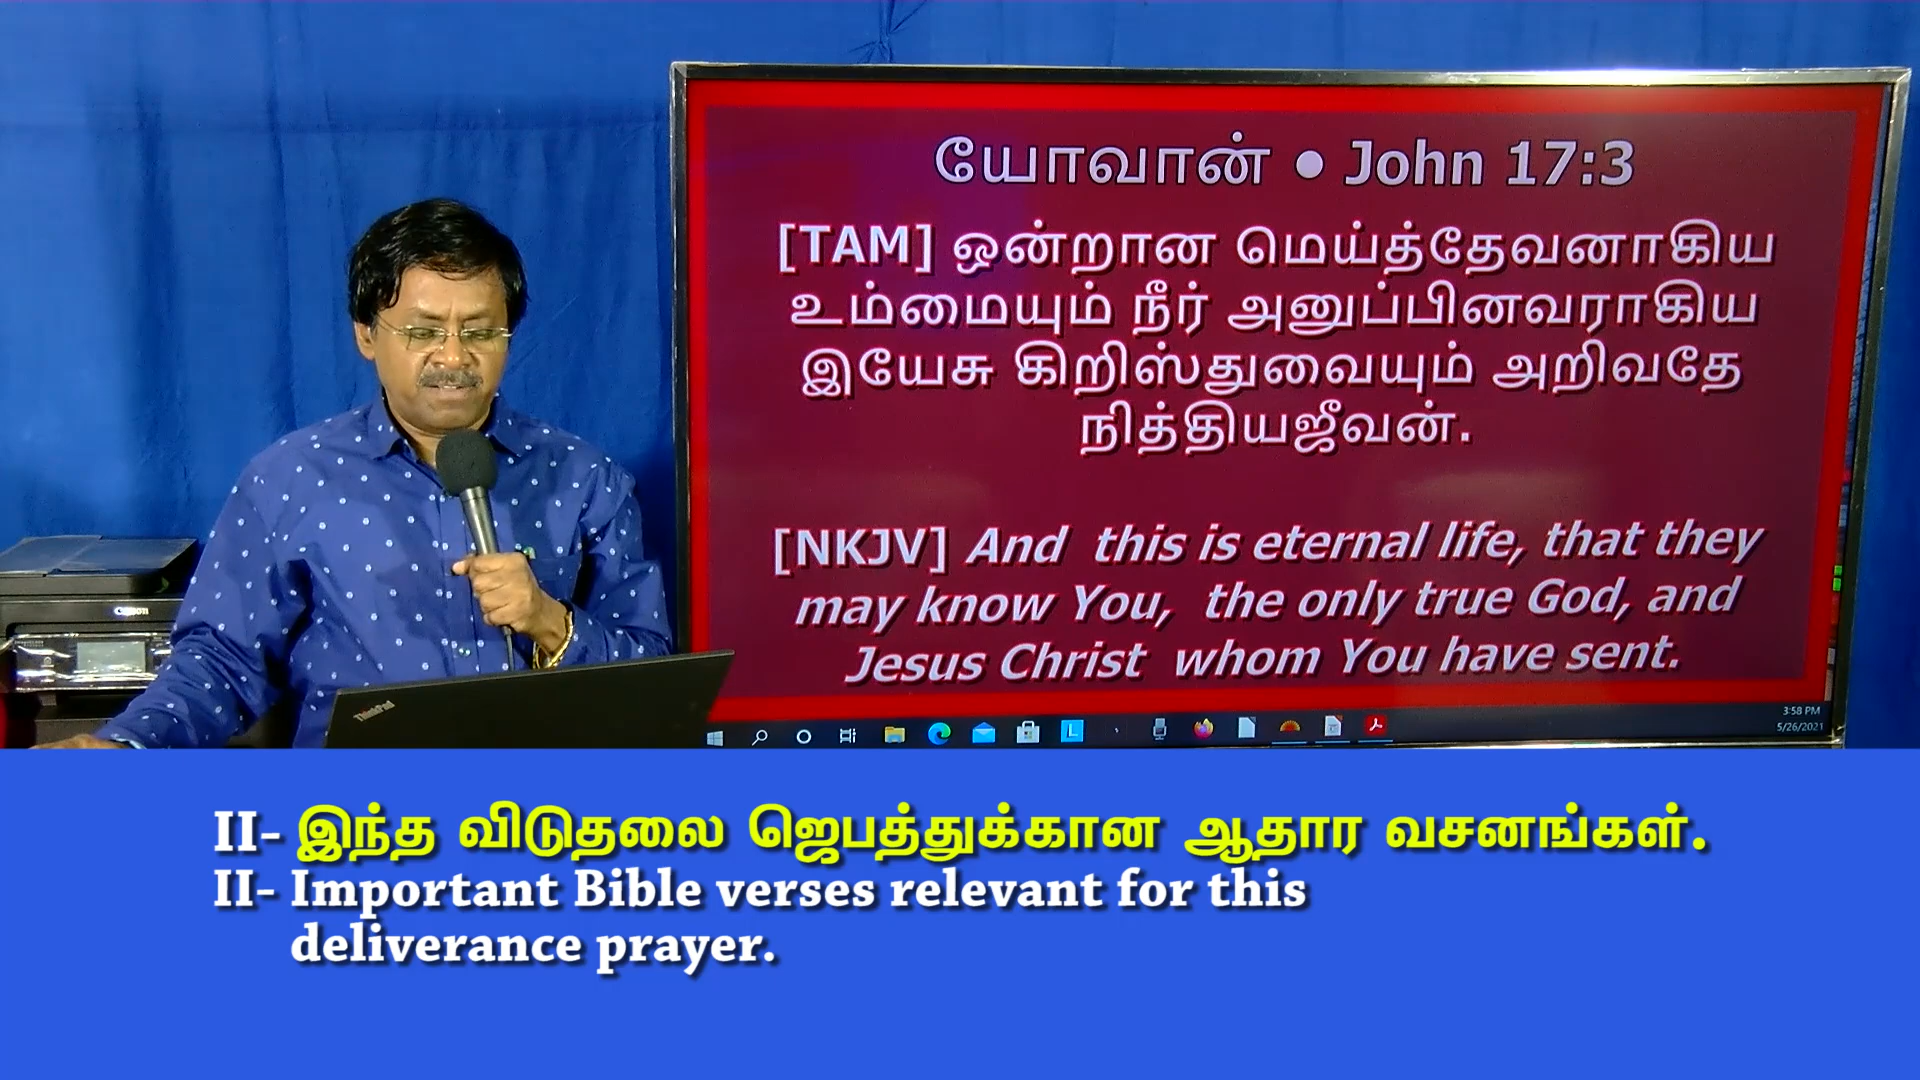 யோவான் • John 17:3
[TAM] ஒன்றான மெய்த்தேவனாகிய
உம்மையும் நீர் அனுப்பினவராகிய
இயேசு கிறிஸ்துவையும் அறிவதே
நித்தியஜீவன்.
[NKJV] And this is eternal life, that they
may know You, the only true God, and
Jesus Christ whom You have sent.
Canon
ThinkPad
3:58 PM
5/26/2021
II- இந்த விடுதலை ஜெபத்துக்கான ஆதார வசனங்கள்.
II- Important Bible verses relevant for this
deliverance prayer.